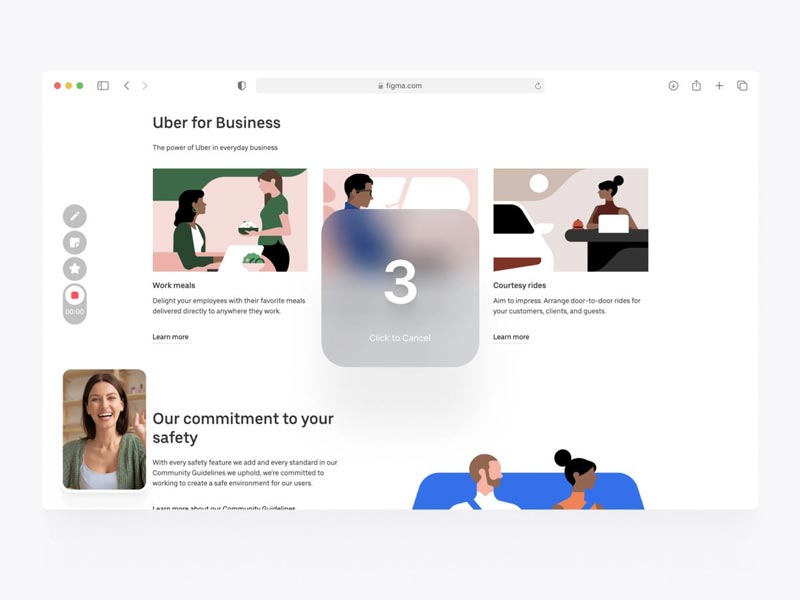 figma.com
Uber for Business
The power of Uber in everyday business
Work meals
Delight your employees with their favorite meals
delivered directly to anywhere they work.
Learn more
3
Click to Cancel
Courtesy rides
Aim to impress. Arrange door-to-door rides for
your customers, clients, and guests.
Learn more
00:00
Our commitment to your
safety
With every safety feature we add and every standard in our
Community Guidelines we uphold, we're committed to
working to create a safe environment for our users.
Learn more about our Community Guidelines